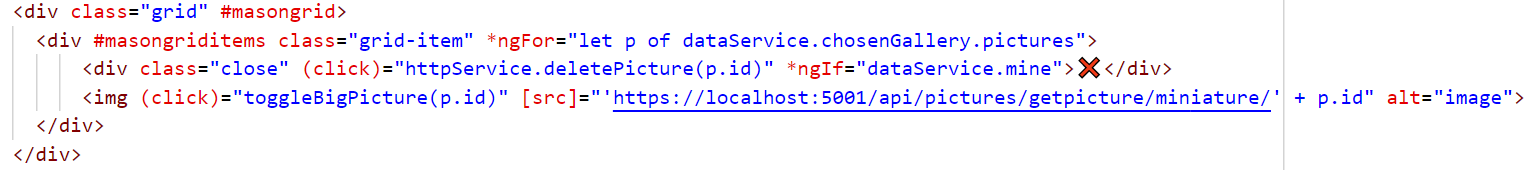 <div class="grid" #masongrid>
<div #masongriditems class="grid-item" *ngFor="let p of dataService.chosenGallery.pictures">
<div class="close" (click)="httpService.deletePicture(p.id)" *ngIf="dataService.mine">❌</div>
<img (click)="toggleBigPicture(p.id)" [src]="'https://localhost:5001/api/pictures/getpicture/miniature/' + p.id" alt="image">
</div>
</div>